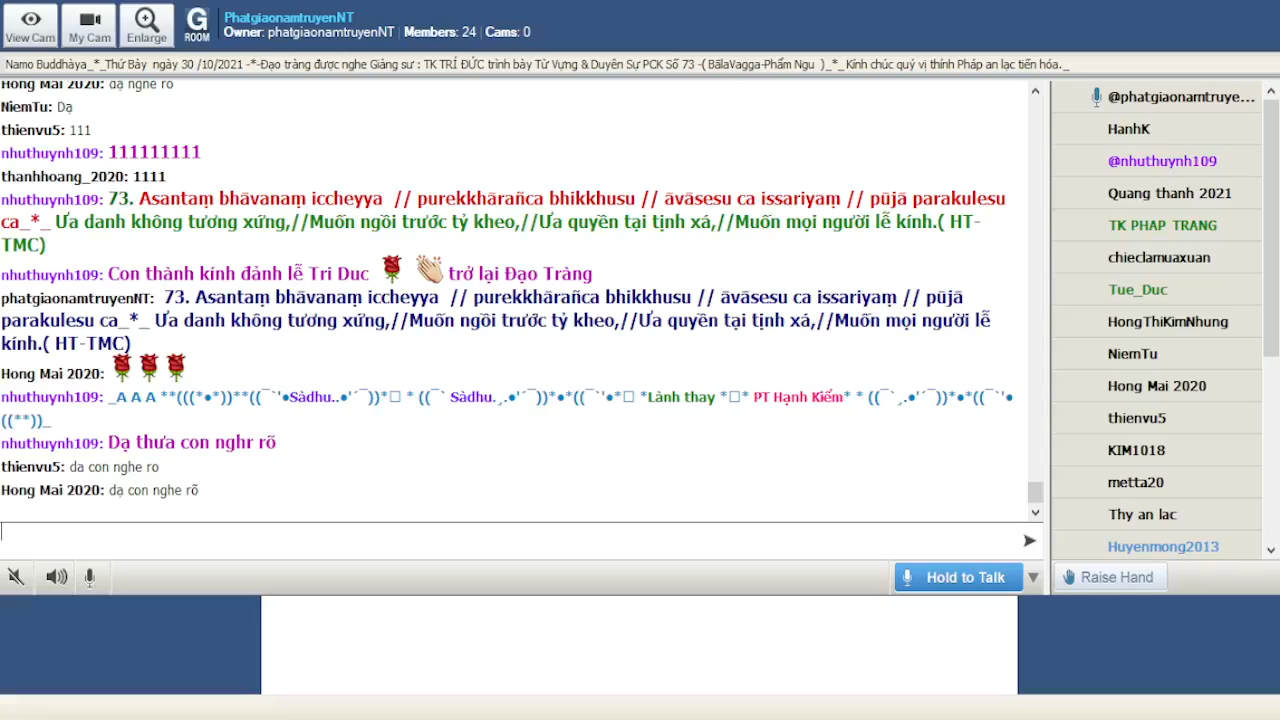 View Cam
My Cam
Enlarge
G
ROOM
PhatgiaonamtruyenNT
Owner: phatgiaonamtruyenNT | Members: 24 | Cams: 0
Namo Buddhàya_*_Thứ Bảy ngày 30 /10/2021 -*-Đạo tràng được nghe Giảng sư : TK TRÍ ĐỨC trình bày Từ Vựng & Duyên Sự PCK Số 73 -( BālaVagga-Phẩm Ngu )_*_ Kính chúc quý vị thính Pháp an lạc tiến hóa._
Hong Mai 2020: dạ nghe ro
NiemTu: Dạ
thienvu5: 111
nhuthuynh109: 111111111
thanhhoang_2020: 1111
nhuthuynh109: 73. Asantaṃ bhāvanaṃ iccheyya // purekkhārañca bhikkhusu // āvāsesu ca issariyaṃ // pūjā parakulesu
ca_*_ Ưa danh không tương xứng,//Muốn ngồi trước tỷ kheo,//Ưa quyền tại tịnh xá,//Muốn mọi người lễ kính.( HT-
TMC)
nhuthuynh109: Con thành kính đảnh lễ Tri Duc trở lại Đạo Tràng
phatgiaonamtruyenNT: 73. Asantaṃ bhāvanaṃ iccheyya // purekkhārañca bhikkhusu // āvāsesu ca issariyaṃ // pūjā
parakulesu ca_*_ Ưa danh không tương xứng,//Muốn ngồi trước tỷ kheo,//Ưa quyền tại tịnh xá,//Muốn mọi người lễ
kính.( HT-TMC)
Hong Mai 2020:
nhuthuynh109: _A A A **(((*●*))**((¯`'●Sàdhu..●'´¯))*□ * ((¯` Sàdhu.¸.●'´¯))*●*((¯`'●*□ *Lành thay *□* PT Hạnh Kiểm* * ((¯`¸.●'´¯))*●*((¯`'●
((**))_
nhuthuynh109: Dạ thưa con nghr rõ
thienvu5: da con nghe ro
Hong Mai 2020: dạ con nghe rõ
Hold to Talk
@phatgiaonamtruye...
HanhK
@nhuthuynh109
Quang thanh 2021
TK PHAP TRANG
chieclamuaxuan
Tue_Duc
HongThiKimNhung
NiemTu
Hong Mai 2020
thienvu5
KIM1018
metta20
Thy an lac
Huyenmong2013
Raise Hand